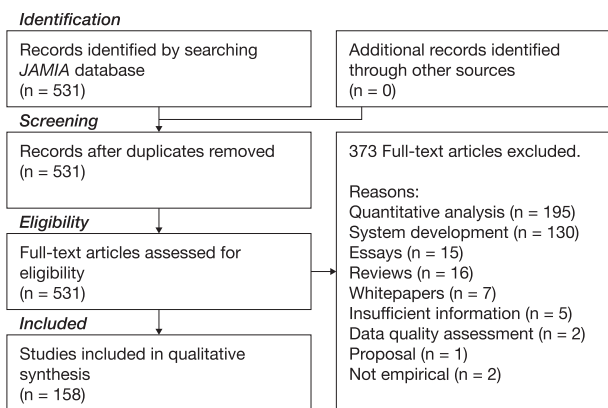 Identification
Records identified by searching
JAMIA database
(n = 531)
Additional records identified
through other sources
(n = 0)
Screening
Records after duplicates removed
(n = 531)
Eligibility
Full-text articles assessed for
eligibility
(n = 531)
373 Full-text articles excluded.
Reasons:
Quantitative analysis (n = 195)
System development (n = 130)
Essays (n = 15)
Reviews (n = 16)
Whitepapers (n = 7)
Insufficient information (n = 5)
Data quality assessment (n = 2)
Proposal (n = 1)
Not empirical (n = 2)
Included
Studies included in qualitative
synthesis
(n = 158)